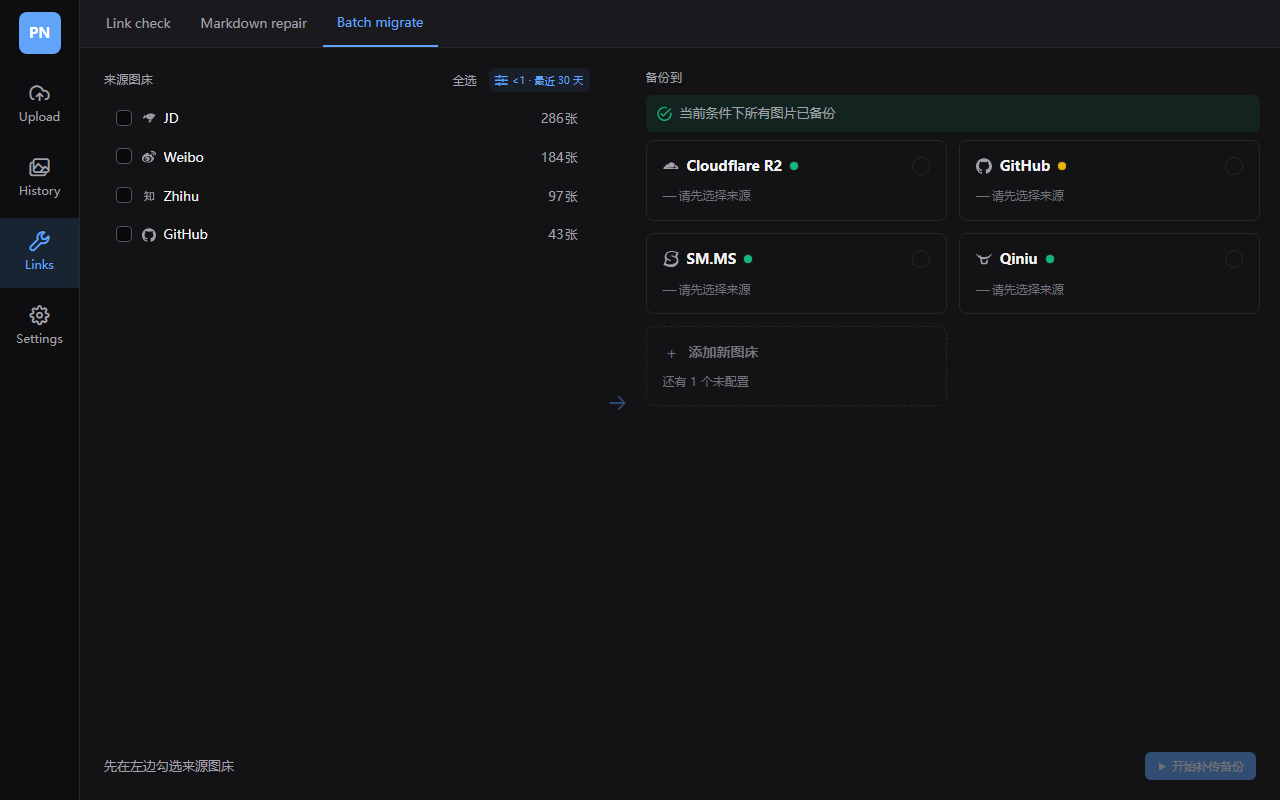 PN
Upload
History
Links
Settings
Link check
Markdown repair
Batch migrate
来源图床
全选
<1 · 最近 30 天
JD
286张
Weibo
184张
知
Zhihu
97张
GitHub
43张
备份到
当前条件下所有图片已备份
Cloudflare R2
— 请先选择来源
GitHub
— 请先选择来源
SM.MS
— 请先选择来源
Qiniu
— 请先选择来源
+ 添加新图床
还有 1 个未配置
先在左边勾选来源图床
开始补传备份